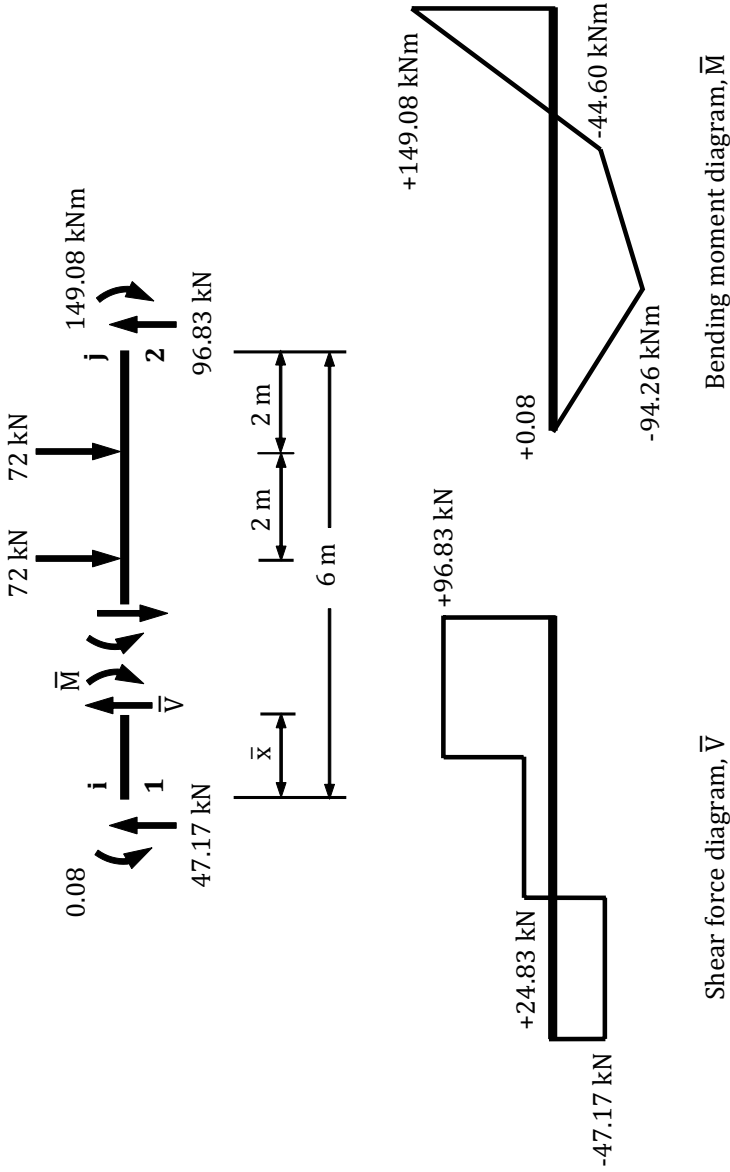 72 kN
72 kN
0.08
M̅
149.08 kNm
i
j
1
V̅
2
47.17 kN
96.83 kN
x̅
2 m
2 m
6 m
+96.83 kN
+24.83 kN
-47.17 kN
Shear force diagram, V̅
+149.08 kNm
+0.08
-44.60 kNm
-94.26 kNm
Bending moment diagram, M̅